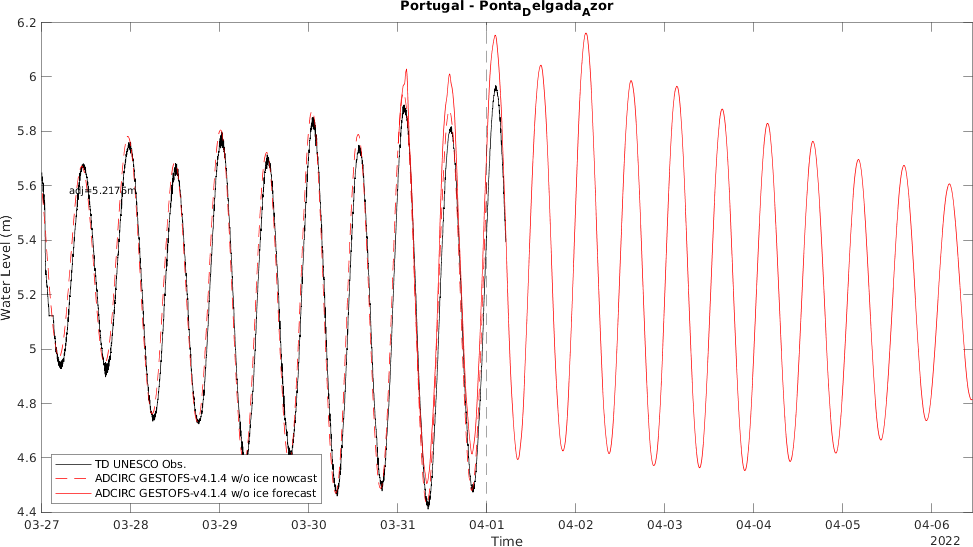 Portugal - PontaDelgadaAzor
6.2
6
5.8
5.6
5.4
5.2
5
4.8
4.6
4.4
Water Level (m)
adj=5.2176m
TD UNESCO Obs.
ADCIRC GESTOFS-v4.1.4 w/o ice nowcast
ADCIRC GESTOFS-v4.1.4 w/o ice forecast
03-27 03-28 03-29 03-30 03-31 04-01 04-02 04-03 04-04 04-05 04-06
Time
2022